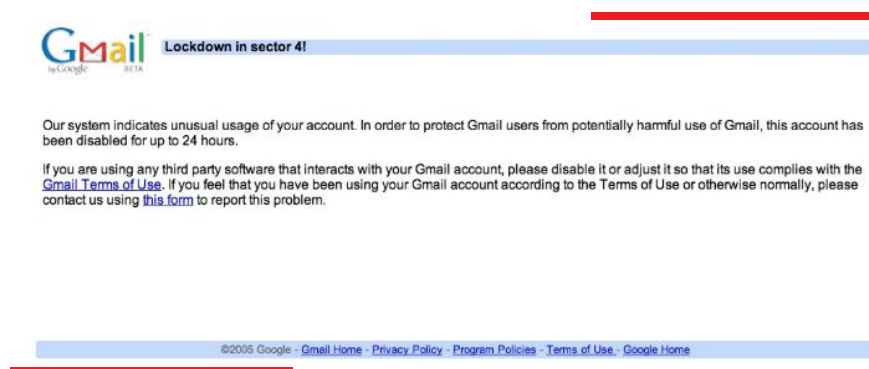 Gmail
by Google BETA
Lockdown in sector 4!
Our system indicates unusual usage of your account. In order to protect Gmail users from potentially harmful use of Gmail, this account has
been disabled for up to 24 hours.
If you are using any third party software that interacts with your Gmail account, please disable it or adjust it so that its use complies with the
Gmail Terms of Use. If you feel that you have been using your Gmail account according to the Terms of Use or otherwise normally, please
contact us using this form to report this problem.
©2005 Google - Gmail Home - Privacy Policy - Program Policies - Terms of Use - Google Home